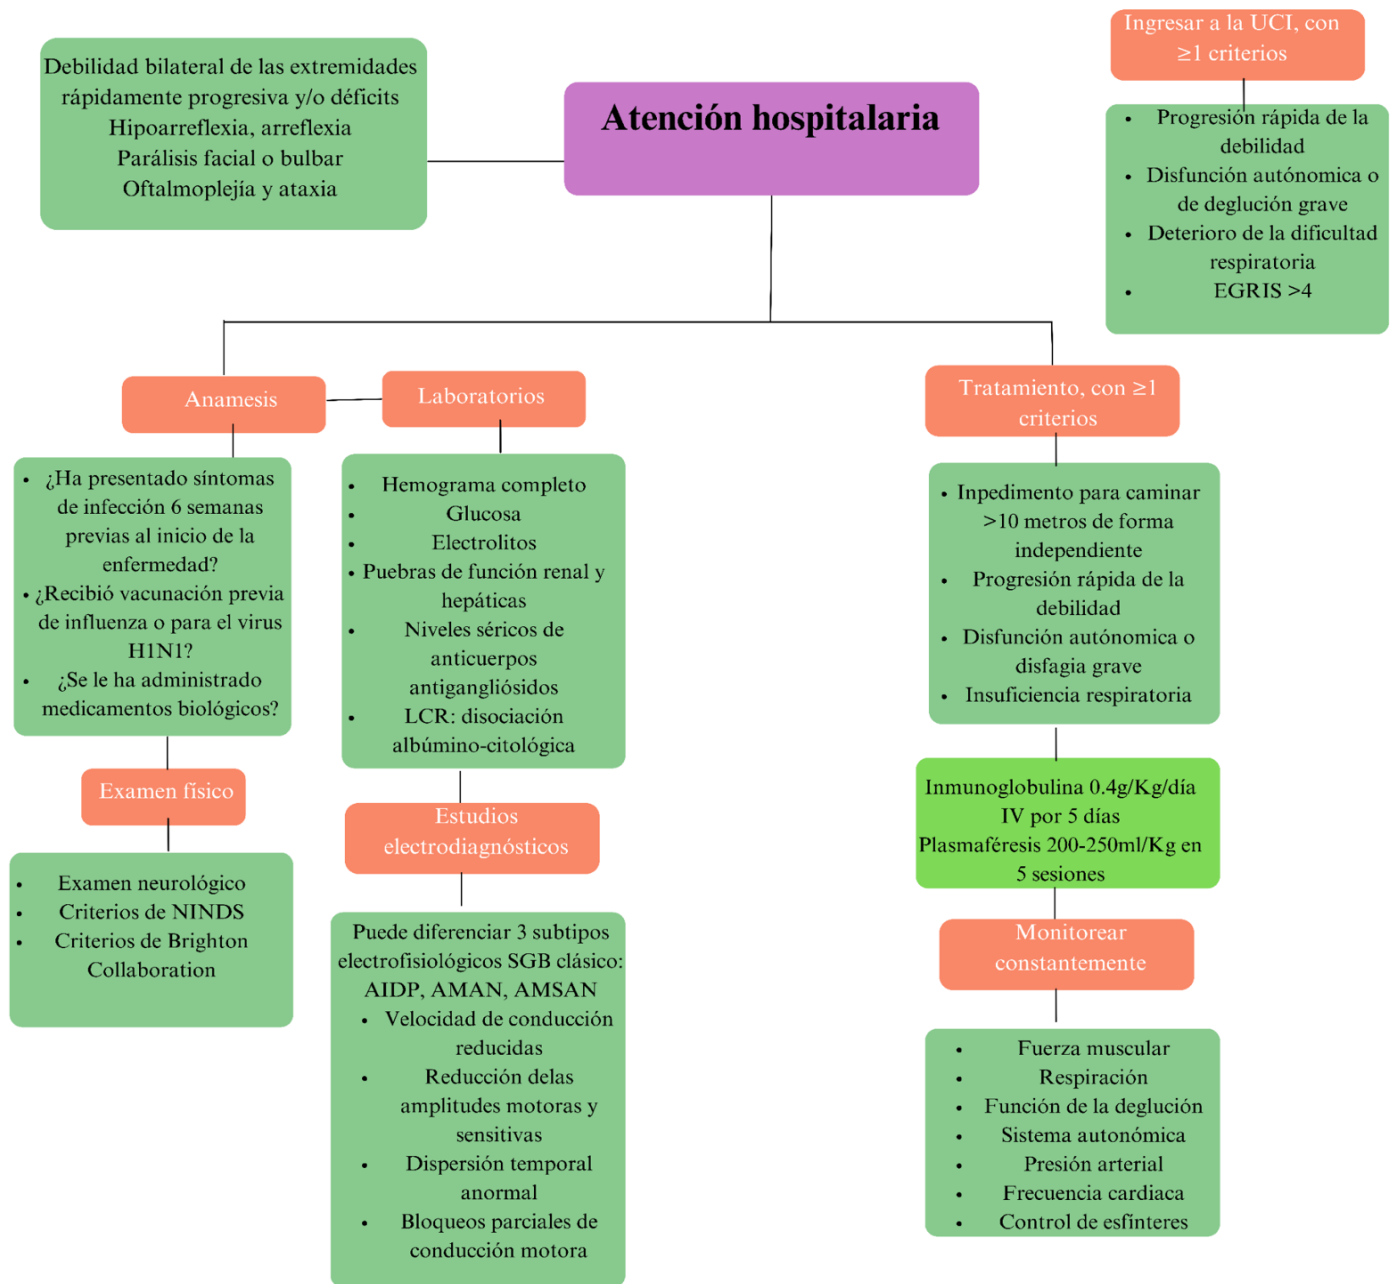 Debilidad bilateral de las extremidades
rápidamente progresiva y/o déficits
Hipoarreflexia, arreflexia
Parálisis facial o bulbar
Oftalmoplejía y ataxia
Atención hospitalaria
Ingresar a la UCI, con
≥1 criterios
• Progresión rápida de la
debilidad
• Disfunción autónomica o
de deglución grave
• Deterioro de la dificultad
respiratoria
• EGRIS >4
Anamesis
• ¿Ha presentado síntomas
de infección 6 semanas
previas al inicio de la
enfermedad?
• ¿Recibió vacunación previa
de influenza o para el virus
H1N1?
• ¿Se le ha administrado
medicamentos biológicos?
Examen físico
• Examen neurológico
• Criterios de NINDS
• Criterios de Brighton
Collaboration
Laboratorios
• Hemograma completo
• Glucosa
• Electrolitos
• Puebras de función renal y
hepáticas
• Niveles séricos de
anticuerpos
antigangliósidos
• LCR: disociación
albúmino-citológica
Estudios
electrodiagnósticos
Puede diferenciar 3 subtipos
electrofisiológicos SGB clásico:
AIDP, AMAN, AMSAN
• Velocidad de conducción
reducidas
• Reducción delas
amplitudes motoras y
sensitivas
• Dispersión temporal
anormal
• Bloqueos parciales de
conducción motora
Tratamiento, con ≥1
criterios
• Inpedimento para caminar
>10 metros de forma
independiente
• Progresión rápida de la
debilidad
• Disfunción autónomica o
disfagia grave
• Insuficiencia respiratoria
Inmunoglobulina 0.4g/Kg/día
IV por 5 días
Plasmaféresis 200-250ml/Kg en
5 sesiones
Monitorear
constantemente
• Fuerza muscular
• Respiración
• Función de la deglución
• Sistema autonómica
• Presión arterial
• Frecuencia cardiaca
• Control de esfínteres